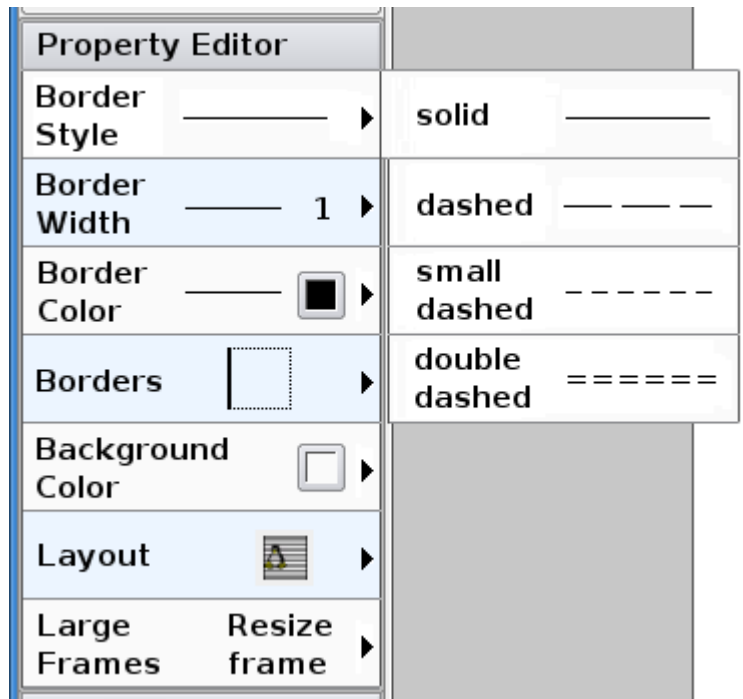 Property Editor
Border
Style
solid
Border
Width
1
dashed
Border
Color
small
dashed
Borders
double
dashed
Background
Color
Layout
Large
Frames
Resize
frame